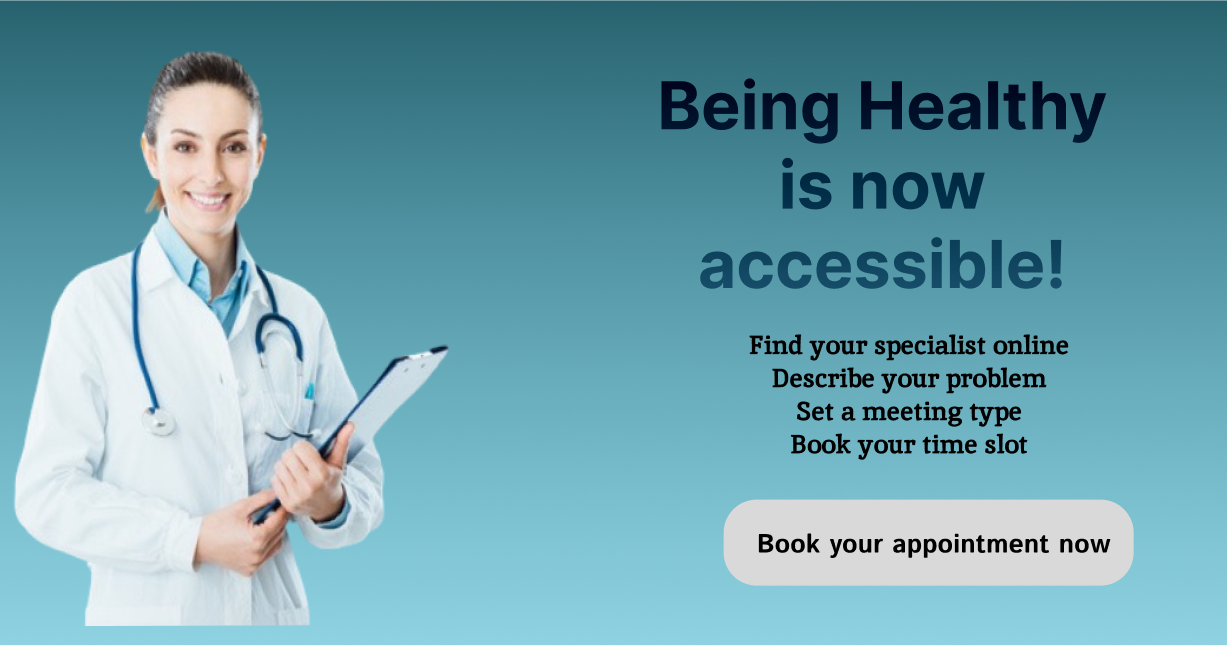 Being Healthy
is now
accessible!
Find your specialist online
Describe your problem
Set a meeting type
Book your time slot
Book your appointment now